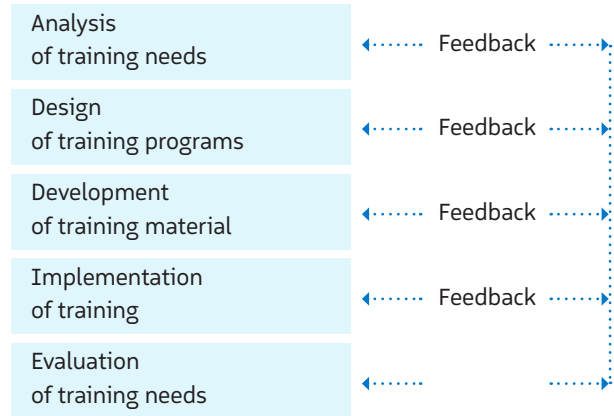 Analysis
of training needs
Feedback
Design
of training programs
Feedback
Development
of training material
Feedback
Implementation
of training
Feedback
Evaluation
of training needs